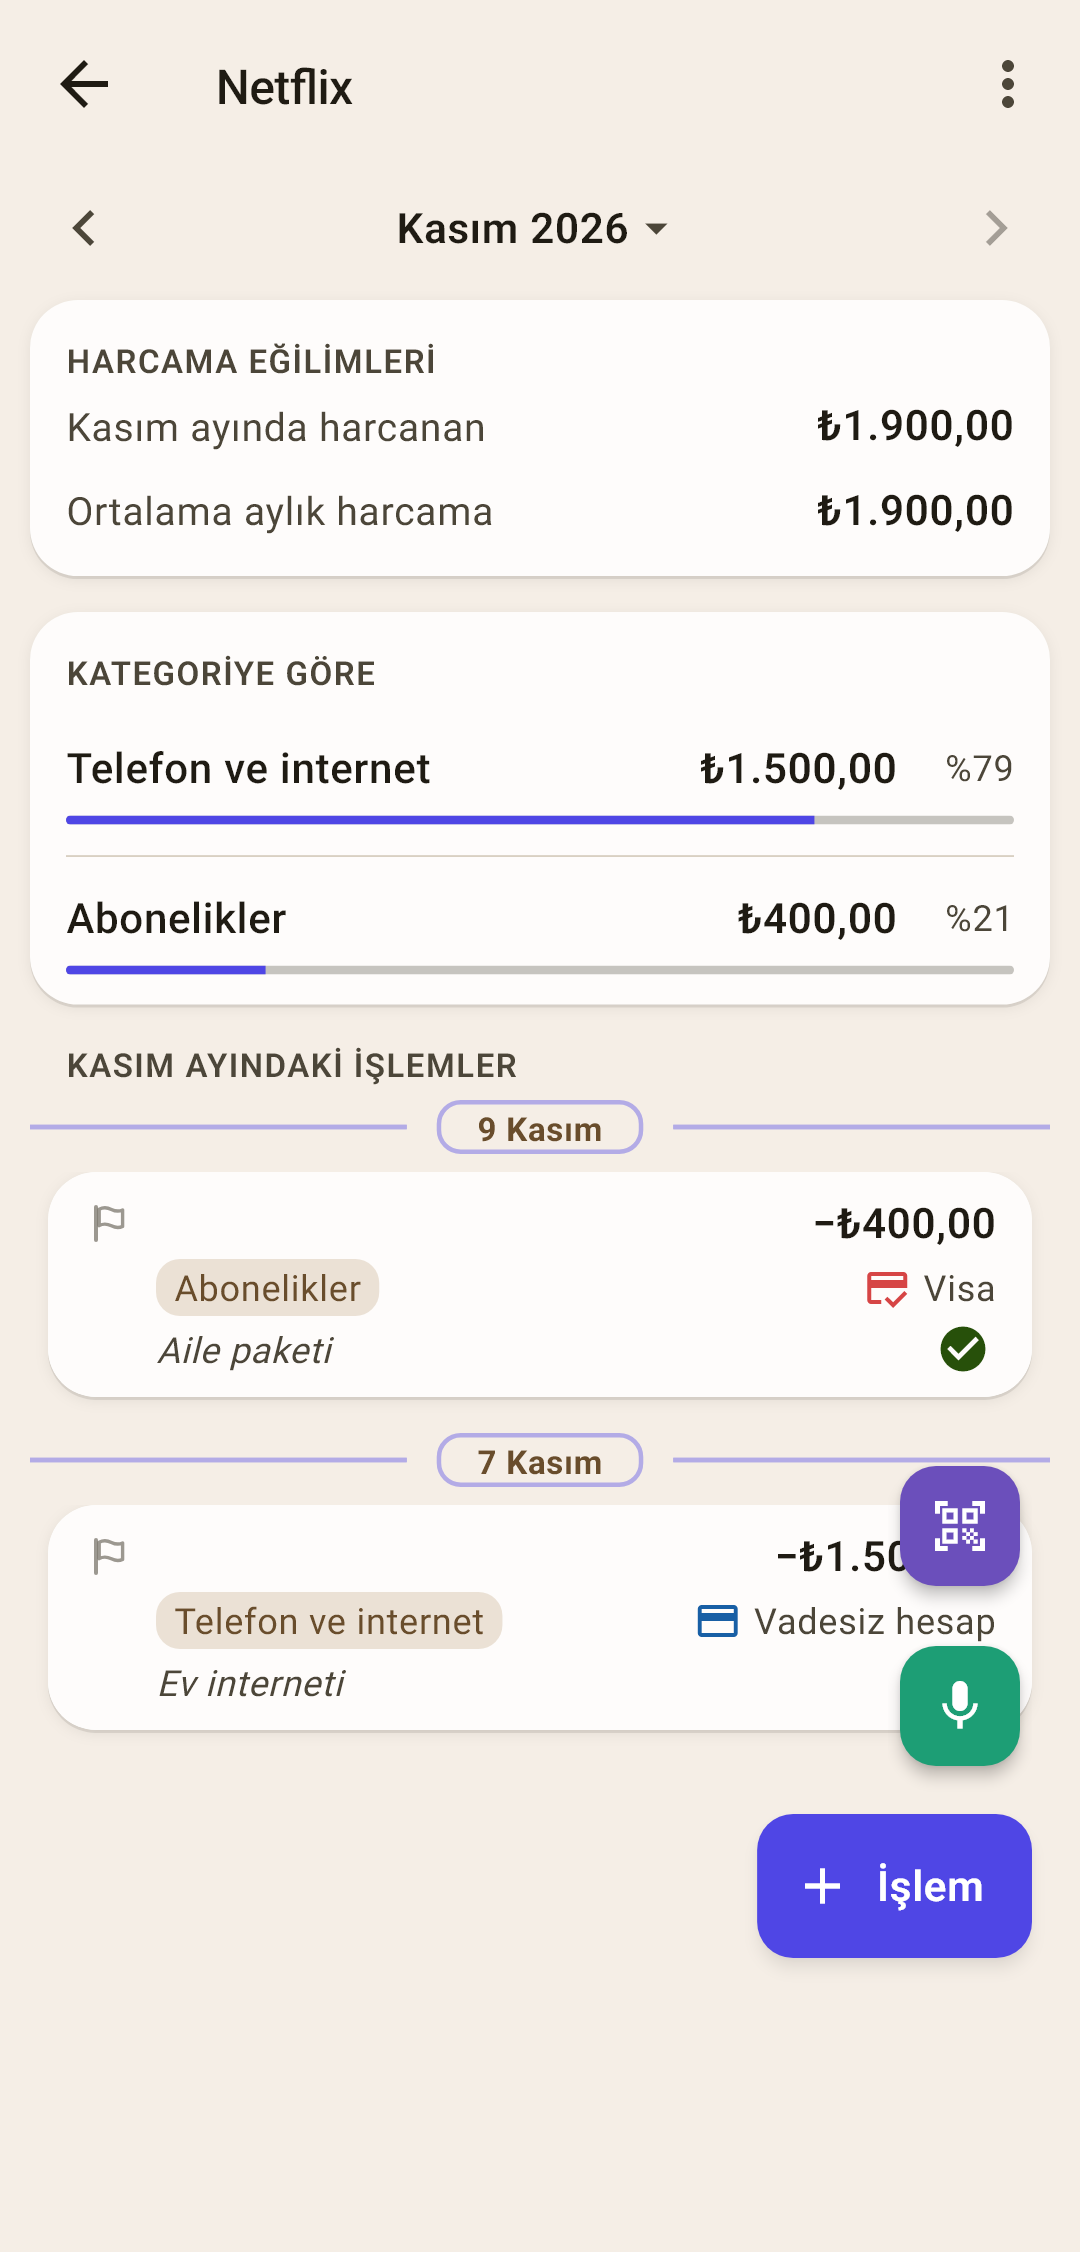 Netflix
Kasım 2026
HARCAMA EĞİLİMLERİ
Kasım ayında harcanan ₺1.900,00
Ortalama aylık harcama ₺1.900,00
KATEGORİYE GÖRE
Telefon ve internet ₺1.500,00 %79
Abonelikler ₺400,00 %21
KASIM AYINDAKİ İŞLEMLER
9 Kasım
−₺400,00
Abonelikler Visa
Aile paketi
7 Kasım
Telefon ve internet Vadesiz hesap
Ev interneti
+ İşlem